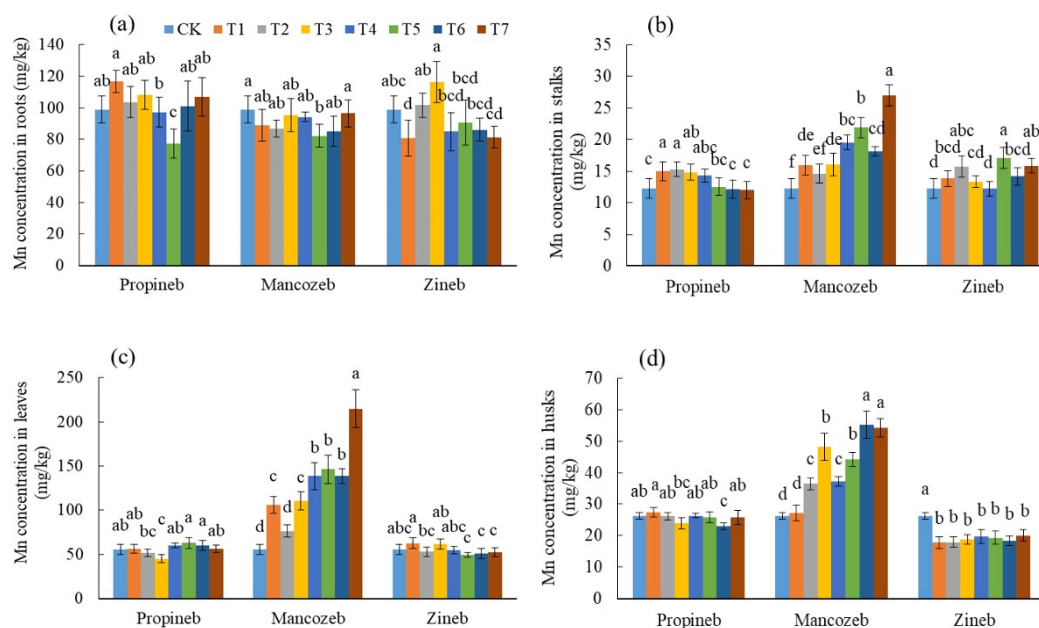 (a)
CK T1 T2 T3 T4 T5 T6 T7
Mn concentration in roots (mg/kg)
140
120
100
80
60
40
20
0
ab a ab ab b c ab ab
a ab ab ab ab b ab a
abc d ab a bcd bcd bcd cd
Propineb Mancozeb Zineb
(b)
Mn concentration in stalks
(mg/kg)
35
30
25
20
15
10
5
0
c a a ab abc bc c c
f de ef de bc b cd a
d bcd abc cd d a bcd ab
Propineb Mancozeb Zineb
(c)
Mn concentration in leaves
(mg/kg)
250
200
150
100
50
0
ab ab bc c ab a a ab
d c d c b b b a
abc a bc ab abc c c bc
Propineb Mancozeb Zineb
(d)
Mn concentration in husks
(mg/kg)
70
60
50
40
30
20
10
0
ab a ab bc ab ab c ab
d d c b c b a a
a b b b b b b b
Propineb Mancozeb Zineb